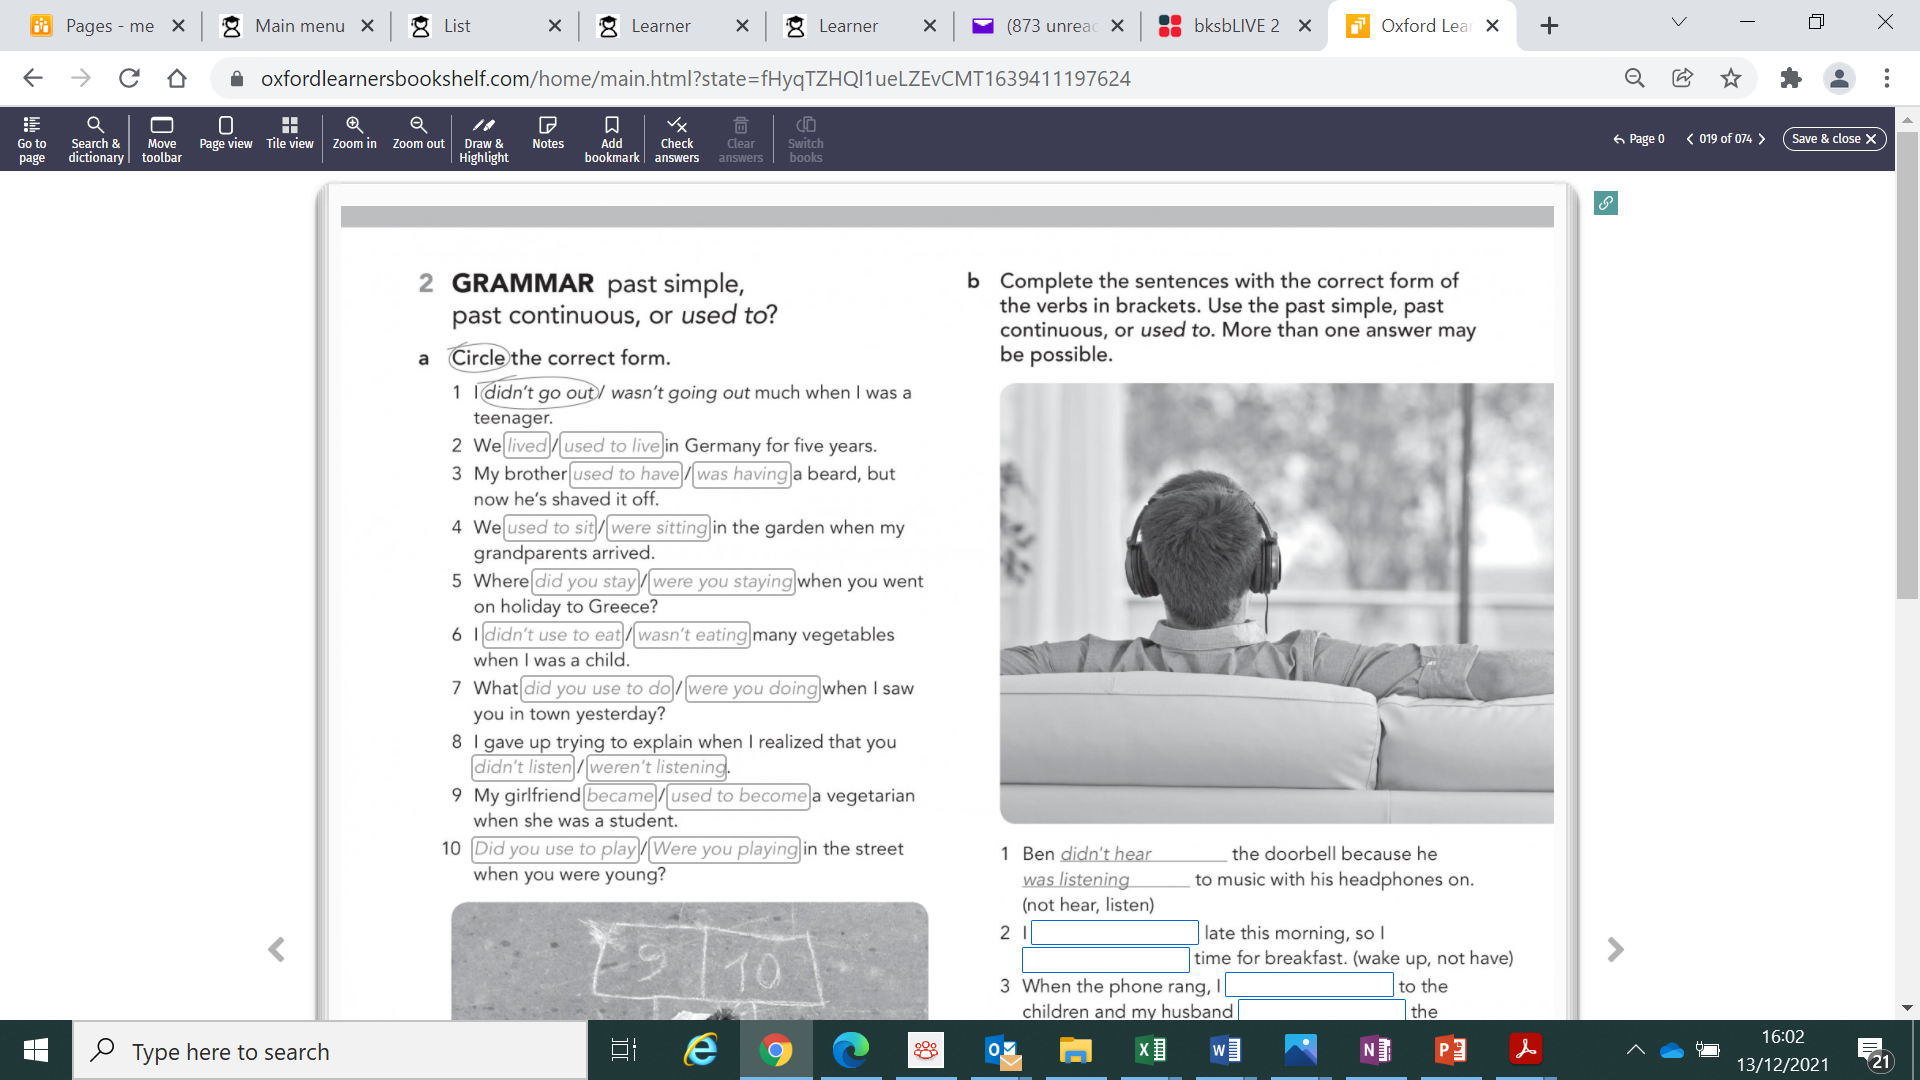 Pages - me
Main menu
List
Learner
Learner
(873 unread
bksbLIVE 2
Oxford Lear
oxfordlearnersbookshelf.com/home/main.html?state=fHyqTZHQl1ueLZEvCMT1639411197624
Go to page
Search & dictionary
Move toolbar
Page view
Tile view
Zoom in
Zoom out
Draw & Highlight
Notes
Add bookmark
Check answers
Clear answers
Switch books
Page 0
019 of 074
Save & close
2 GRAMMAR past simple,
past continuous, or used to?
a Circle the correct form.
1 I didn't go out / wasn't going out much when I was a
teenager.
2 We lived / used to live in Germany for five years.
3 My brother used to have / was having a beard, but
now he's shaved it off.
4 We used to sit / were sitting in the garden when my
grandparents arrived.
5 Where did you stay / were you staying when you went
on holiday to Greece?
6 I didn't use to eat / wasn't eating many vegetables
when I was a child.
7 What did you use to do / were you doing when I saw
you in town yesterday?
8 I gave up trying to explain when I realized that you
didn't listen / weren't listening.
9 My girlfriend became / used to become a vegetarian
when she was a student.
10 Did you use to play / Were you playing in the street
when you were young?
9 10
b Complete the sentences with the correct form of
the verbs in brackets. Use the past simple, past
continuous, or used to. More than one answer may
be possible.
1 Ben didn't hear the doorbell because he
was listening to music with his headphones on.
(not hear, listen)
2 I late this morning, so I
time for breakfast. (wake up, not have)
3 When the phone rang, I to the
children and my husband the
Type here to search
16:02
13/12/2021
21